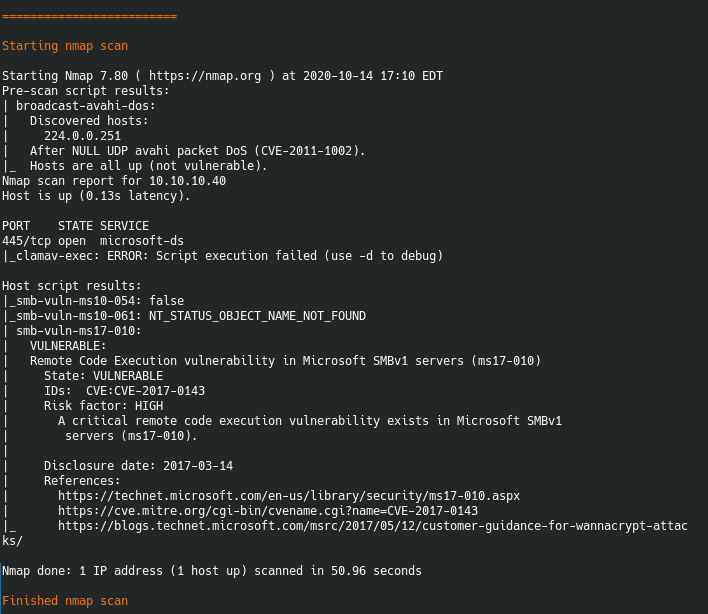 =========================
Starting nmap scan
Starting Nmap 7.80 ( https://nmap.org ) at 2020-10-14 17:10 EDT
Pre-scan script results:
| broadcast-avahi-dos:
|   Discovered hosts:
|     224.0.0.251
|   After NULL UDP avahi packet DoS (CVE-2011-1002).
|_  Hosts are all up (not vulnerable).
Nmap scan report for 10.10.10.40
Host is up (0.13s latency).
PORT    STATE SERVICE
445/tcp open  microsoft-ds
|_clamav-exec: ERROR: Script execution failed (use -d to debug)
Host script results:
|_smb-vuln-ms10-054: false
|_smb-vuln-ms10-061: NT_STATUS_OBJECT_NAME_NOT_FOUND
| smb-vuln-ms17-010:
|   VULNERABLE:
|   Remote Code Execution vulnerability in Microsoft SMBv1 servers (ms17-010)
|     State: VULNERABLE
|     IDs:  CVE:CVE-2017-0143
|     Risk factor: HIGH
|       A critical remote code execution vulnerability exists in Microsoft SMBv1
|        servers (ms17-010).
|
|     Disclosure date: 2017-03-14
|     References:
|       https://technet.microsoft.com/en-us/library/security/ms17-010.aspx
|       https://cve.mitre.org/cgi-bin/cvename.cgi?name=CVE-2017-0143
|_      https://blogs.technet.microsoft.com/msrc/2017/05/12/customer-guidance-for-wannacrypt-attac
ks/
Nmap done: 1 IP address (1 host up) scanned in 50.96 seconds
Finished nmap scan